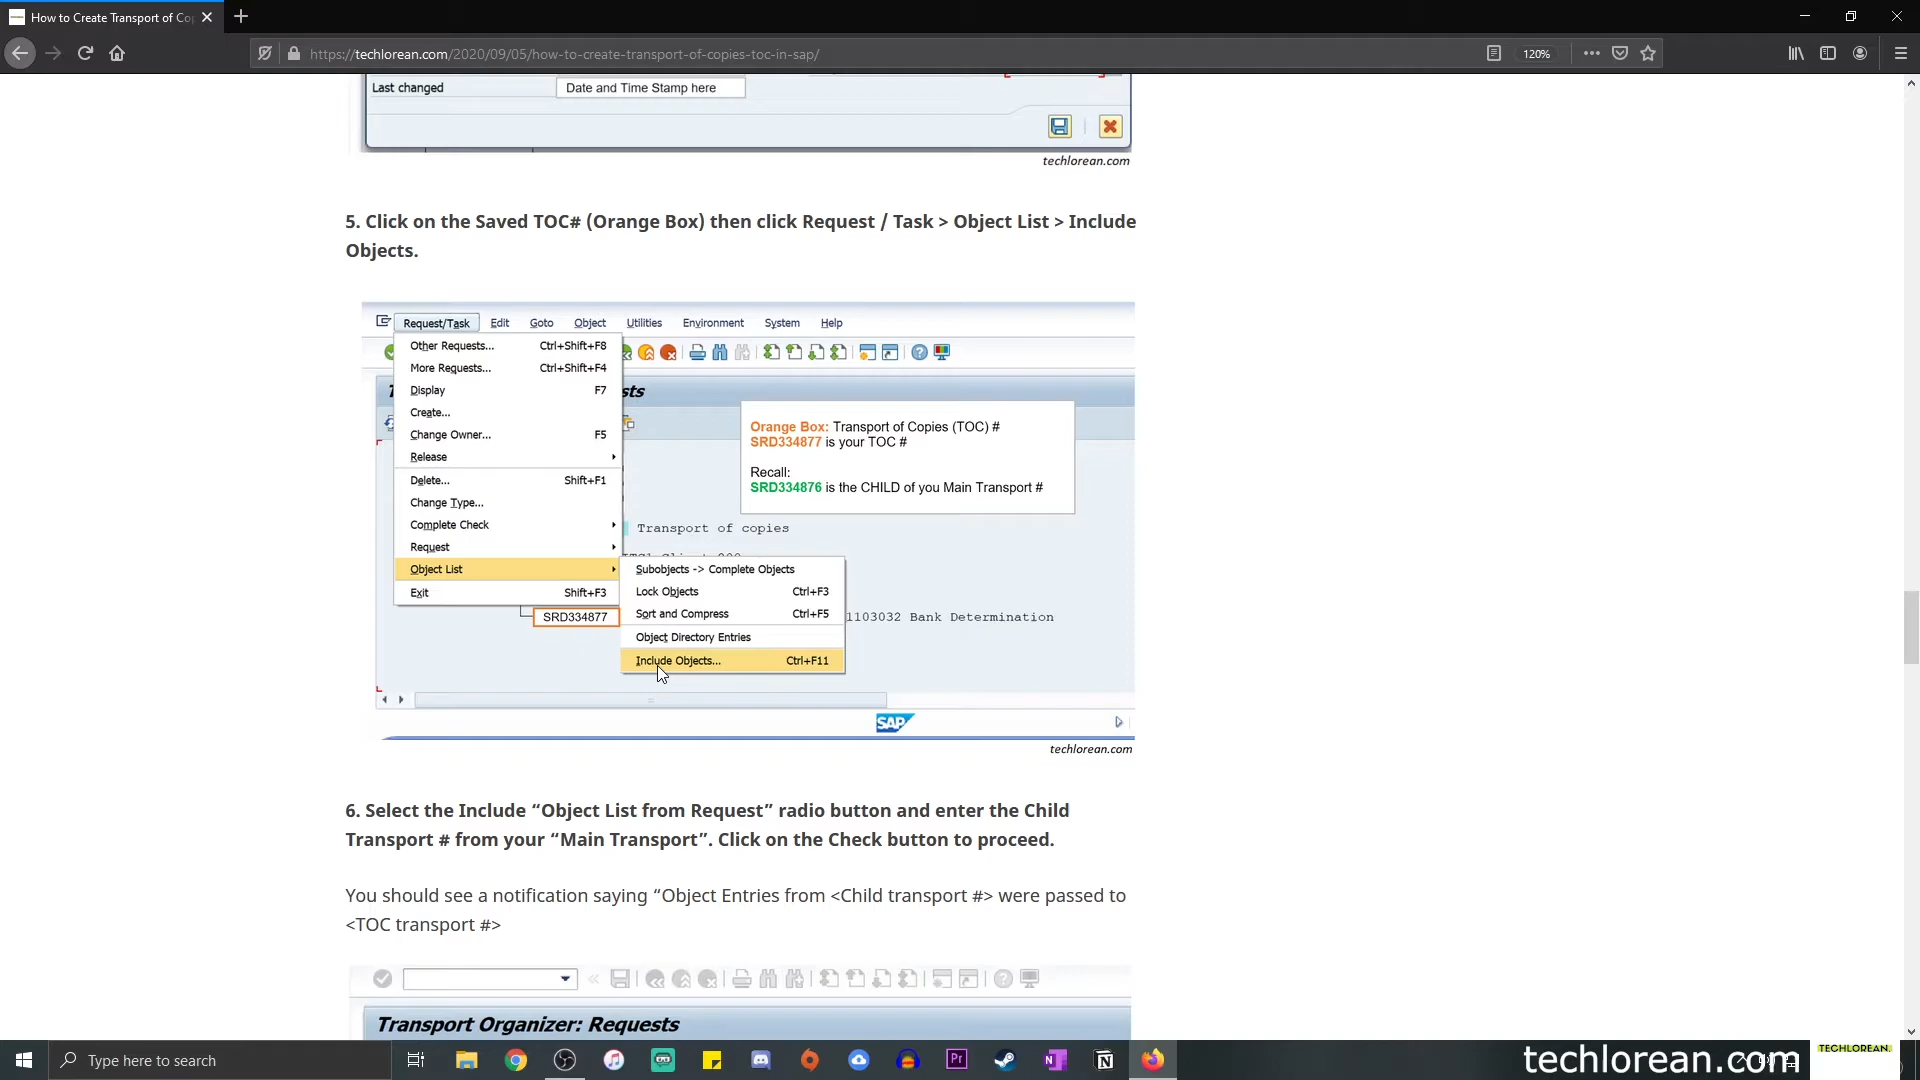 How to Create Transport of Co
https://techlorean.com/2020/09/05/how-to-create-transport-of-copies-toc-in-sap/
120%
Last changed
Date and Time Stamp here
techlorean.com
5. Click on the Saved TOC# (Orange Box) then click Request / Task > Object List > Include
Objects.
Request/Task Edit Goto Object Utilities Environment System Help
Other Requests... Ctrl+Shift+F8
More Requests... Ctrl+Shift+F4
Display F7
sts
Create...
Change Owner... F5
Release
Delete... Shift+F1
Change Type...
Complete Check
Request
Object List
Exit Shift+F3
Orange Box: Transport of Copies (TOC) #
SRD334877 is your TOC #
Recall:
SRD334876 is the CHILD of you Main Transport #
Transport of copies
Subobjects -> Complete Objects
Lock Objects Ctrl+F3
Sort and Compress Ctrl+F5
Object Directory Entries
Include Objects... Ctrl+F11
SRD334877
1103032 Bank Determination
SAP
techlorean.com
6. Select the Include “Object List from Request” radio button and enter the Child
Transport # from your “Main Transport”. Click on the Check button to proceed.
You should see a notification saying “Object Entries from <Child transport #> were passed to
<TOC transport #>
Transport Organizer: Requests
Type here to search
Pr
techlorean.com
TECHLOREAN.